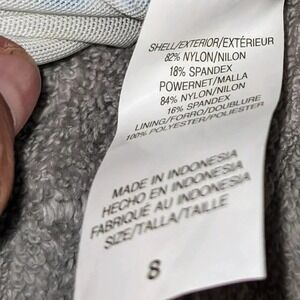 SHELL/EXTERIOR/EXTÉRIEUR
82% NYLON/NILON
18% SPANDEX
POWERNET/MALLA
84% NYLON/NILON
16% SPANDEX
LINING/FORRO/DOUBLURE
100% POLYESTER/POLIESTER
MADE IN INDONESIA
HECHO EN INDONESIA
FABRIQUÉ AU INDONESIA
SIZE/TALLA/TAILLE
8